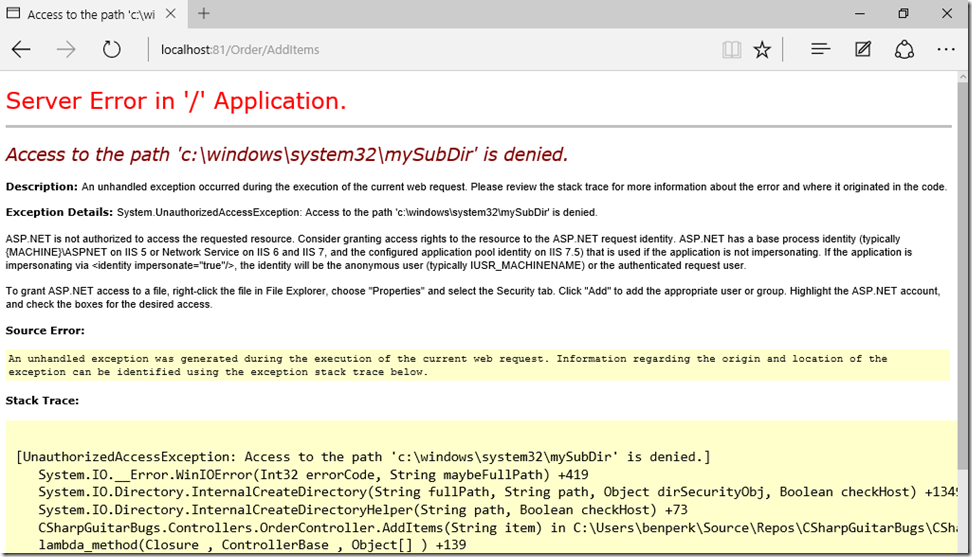 Access to the path 'c:\wi
localhost:81/Order/AddItems
Server Error in '/' Application.
Access to the path 'c:\windows\system32\mySubDir' is denied.
Description: An unhandled exception occurred during the execution of the current web request. Please review the stack trace for more information about the error and where it originated in the code.
Exception Details: System.UnauthorizedAccessException: Access to the path 'c:\windows\system32\mySubDir' is denied.
ASP.NET is not authorized to access the requested resource. Consider granting access rights to the resource to the ASP.NET request identity. ASP.NET has a base process identity (typically
{MACHINE}\ASPNET on IIS 5 or Network Service on IIS 6 and IIS 7, and the configured application pool identity on IIS 7.5) that is used if the application is not impersonating. If the application is
impersonating via <identity impersonate="true"/>, the identity will be the anonymous user (typically IUSR_MACHINENAME) or the authenticated request user.
To grant ASP.NET access to a file, right-click the file in File Explorer, choose "Properties" and select the Security tab. Click "Add" to add the appropriate user or group. Highlight the ASP.NET account,
and check the boxes for the desired access.
Source Error:
An unhandled exception was generated during the execution of the current web request. Information regarding the origin and location of the
exception can be identified using the exception stack trace below.
Stack Trace:
[UnauthorizedAccessException: Access to the path 'c:\windows\system32\mySubDir' is denied.]
System.IO.__Error.WinIOError(Int32 errorCode, String maybeFullPath) +419
System.IO.Directory.InternalCreateDirectory(String fullPath, String path, Object dirSecurityObj, Boolean checkHost) +1349
System.IO.Directory.InternalCreateDirectoryHelper(String path, Boolean checkHost) +73
CSharpGuitarBugs.Controllers.OrderController.AddItems(String item) in C:\Users\benperk\Source\Repos\CSharpGuitarBugs\CSha
lambda_method(Closure , ControllerBase , Object[] ) +139